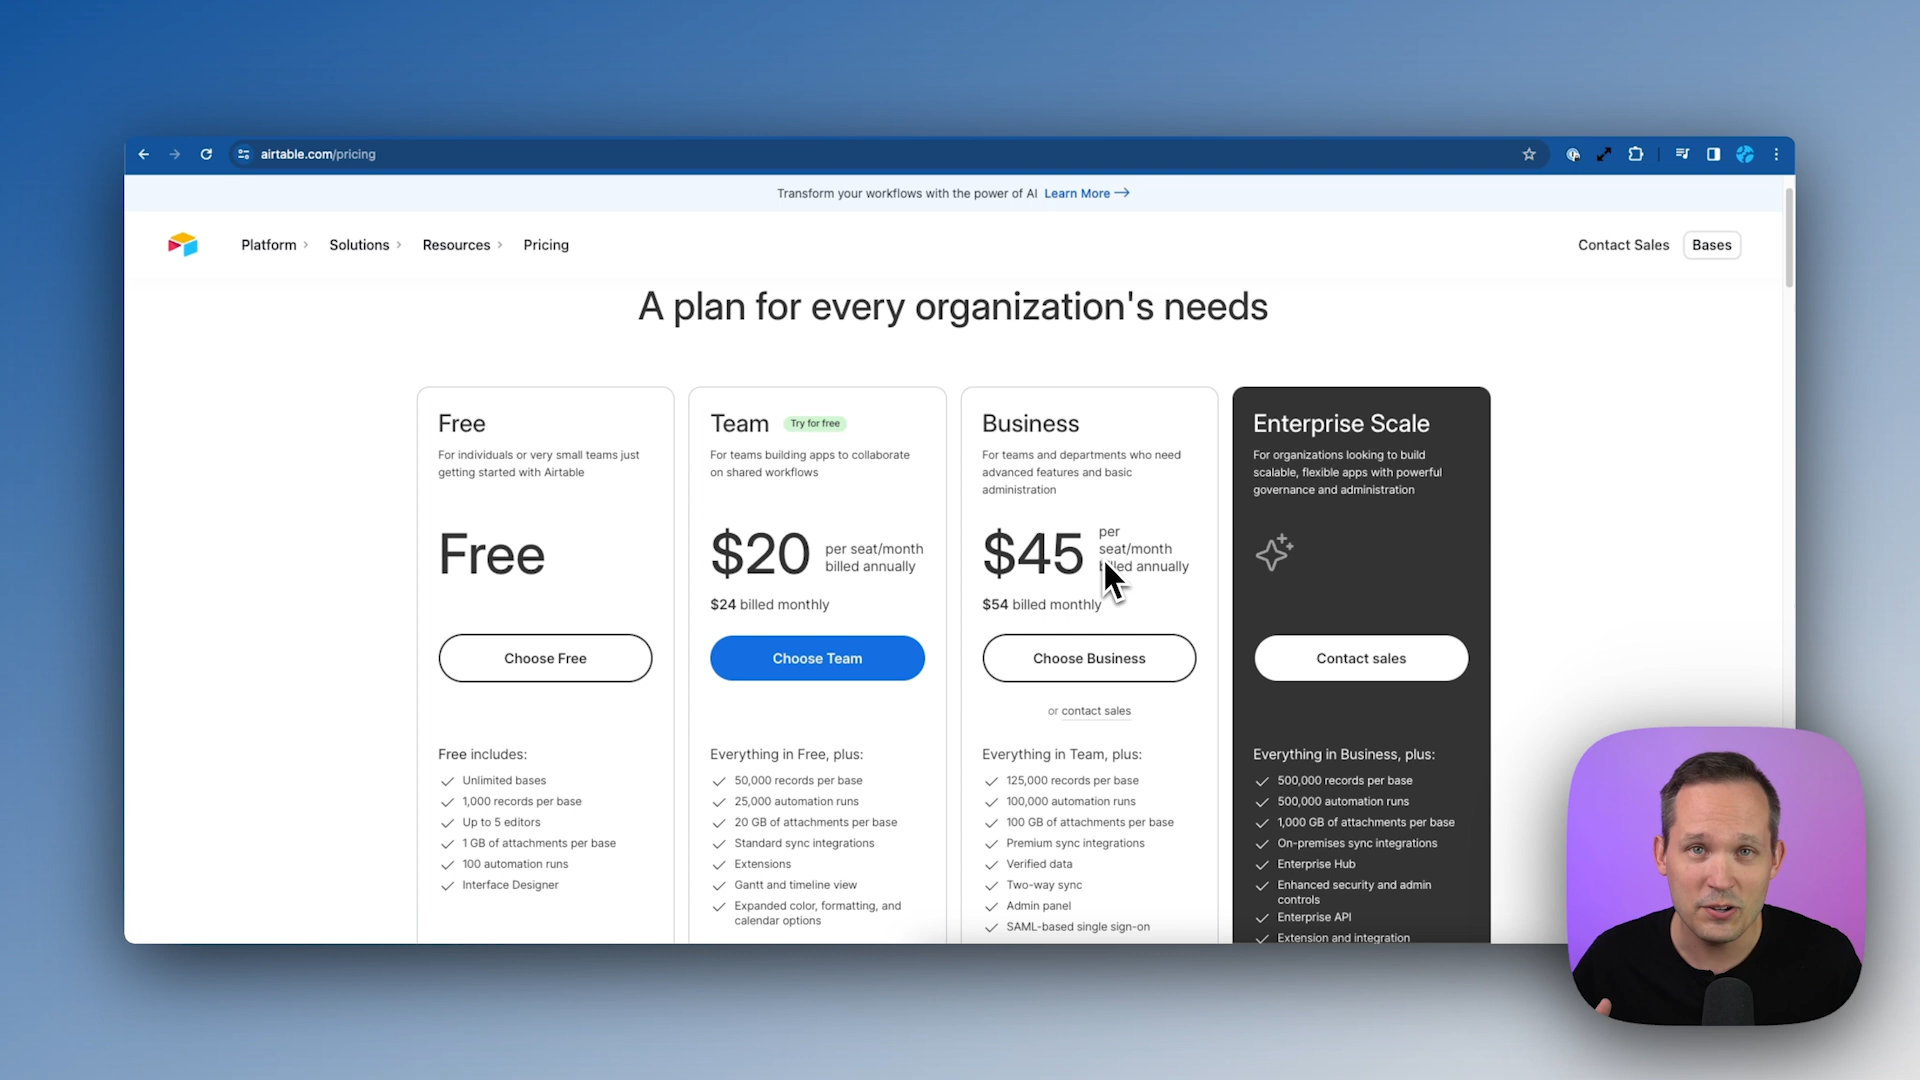 airtable.com/pricing
Transform your workflows with the power of AI Learn More →
Platform
Solutions
Resources
Pricing
Contact Sales
Bases
A plan for every organization's needs
Free
For individuals or very small teams just
getting started with Airtable
Free
Choose Free
Free includes:
Unlimited bases
1,000 records per base
Up to 5 editors
1 GB of attachments per base
100 automation runs
Interface Designer
Team
Try for free
For teams building apps to collaborate
on shared workflows
$20
per seat/month
billed annually
$24 billed monthly
Choose Team
Everything in Free, plus:
50,000 records per base
25,000 automation runs
20 GB of attachments per base
Standard sync integrations
Extensions
Gantt and timeline view
Expanded color, formatting, and
calendar options
Business
For teams and departments who need
advanced features and basic
administration
$45
per
seat/month
billed annually
$54 billed monthly
Choose Business
or contact sales
Everything in Team, plus:
125,000 records per base
100,000 automation runs
100 GB of attachments per base
Premium sync integrations
Verified data
Two-way sync
Admin panel
SAML-based single sign-on
Enterprise Scale
For organizations looking to build
scalable, flexible apps with powerful
governance and administration
Contact sales
Everything in Business, plus:
500,000 records per base
500,000 automation runs
1,000 GB of attachments per base
On-premises sync integrations
Enterprise Hub
Enhanced security and admin
controls
Enterprise API
Extension and integration